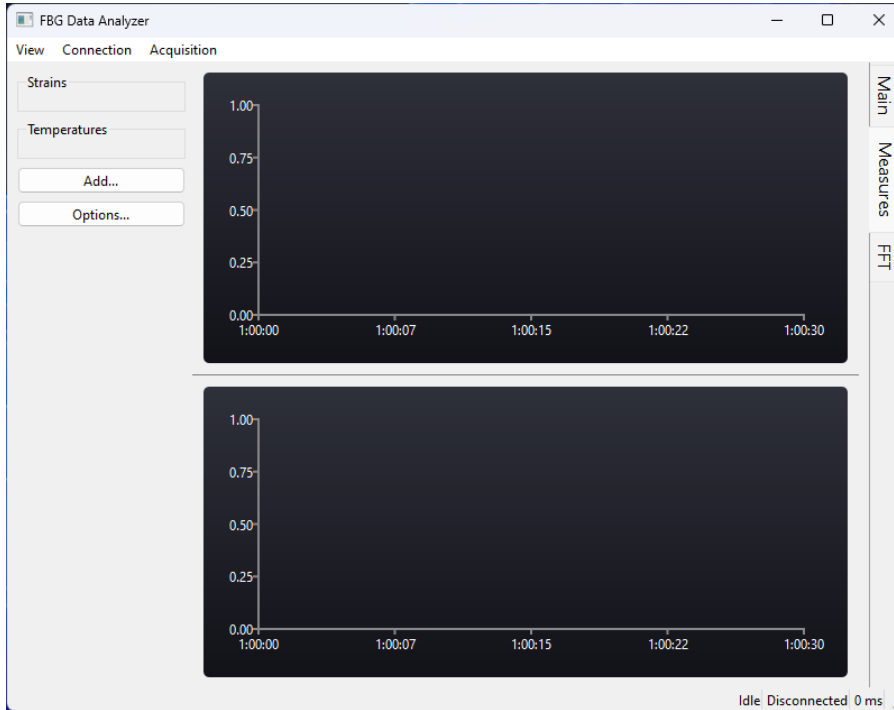 FBG Data Analyzer
View Connection Acquisition
Strains
Temperatures
Add...
Options...
1.00
0.75
0.50
0.25
0.00
1:00:00 1:00:07 1:00:15 1:00:22 1:00:30
1.00
0.75
0.50
0.25
0.00
1:00:00 1:00:07 1:00:15 1:00:22 1:00:30
Main
Measures
FFT
Idle Disconnected 0 ms